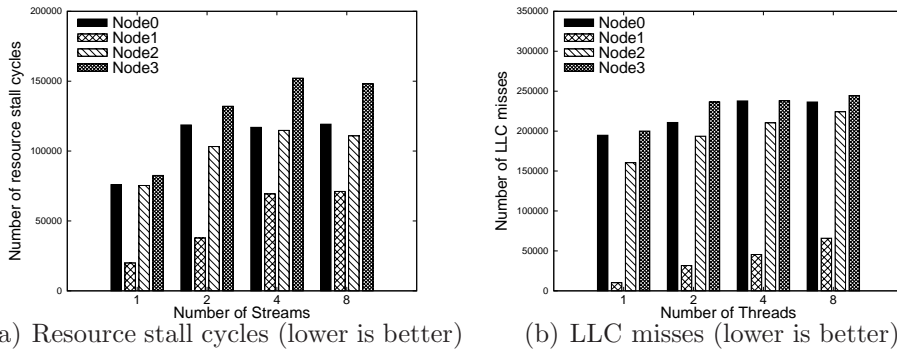 200000
150000
100000
50000
0
Number of resource stall cycles
Node0
Node1
Node2
Node3
1 2 4 8
Number of Streams
a) Resource stall cycles (lower is better)
350000
300000
250000
200000
150000
100000
50000
0
Number of LLC misses
Node0
Node1
Node2
Node3
1 2 4 8
Number of Threads
(b) LLC misses (lower is better)